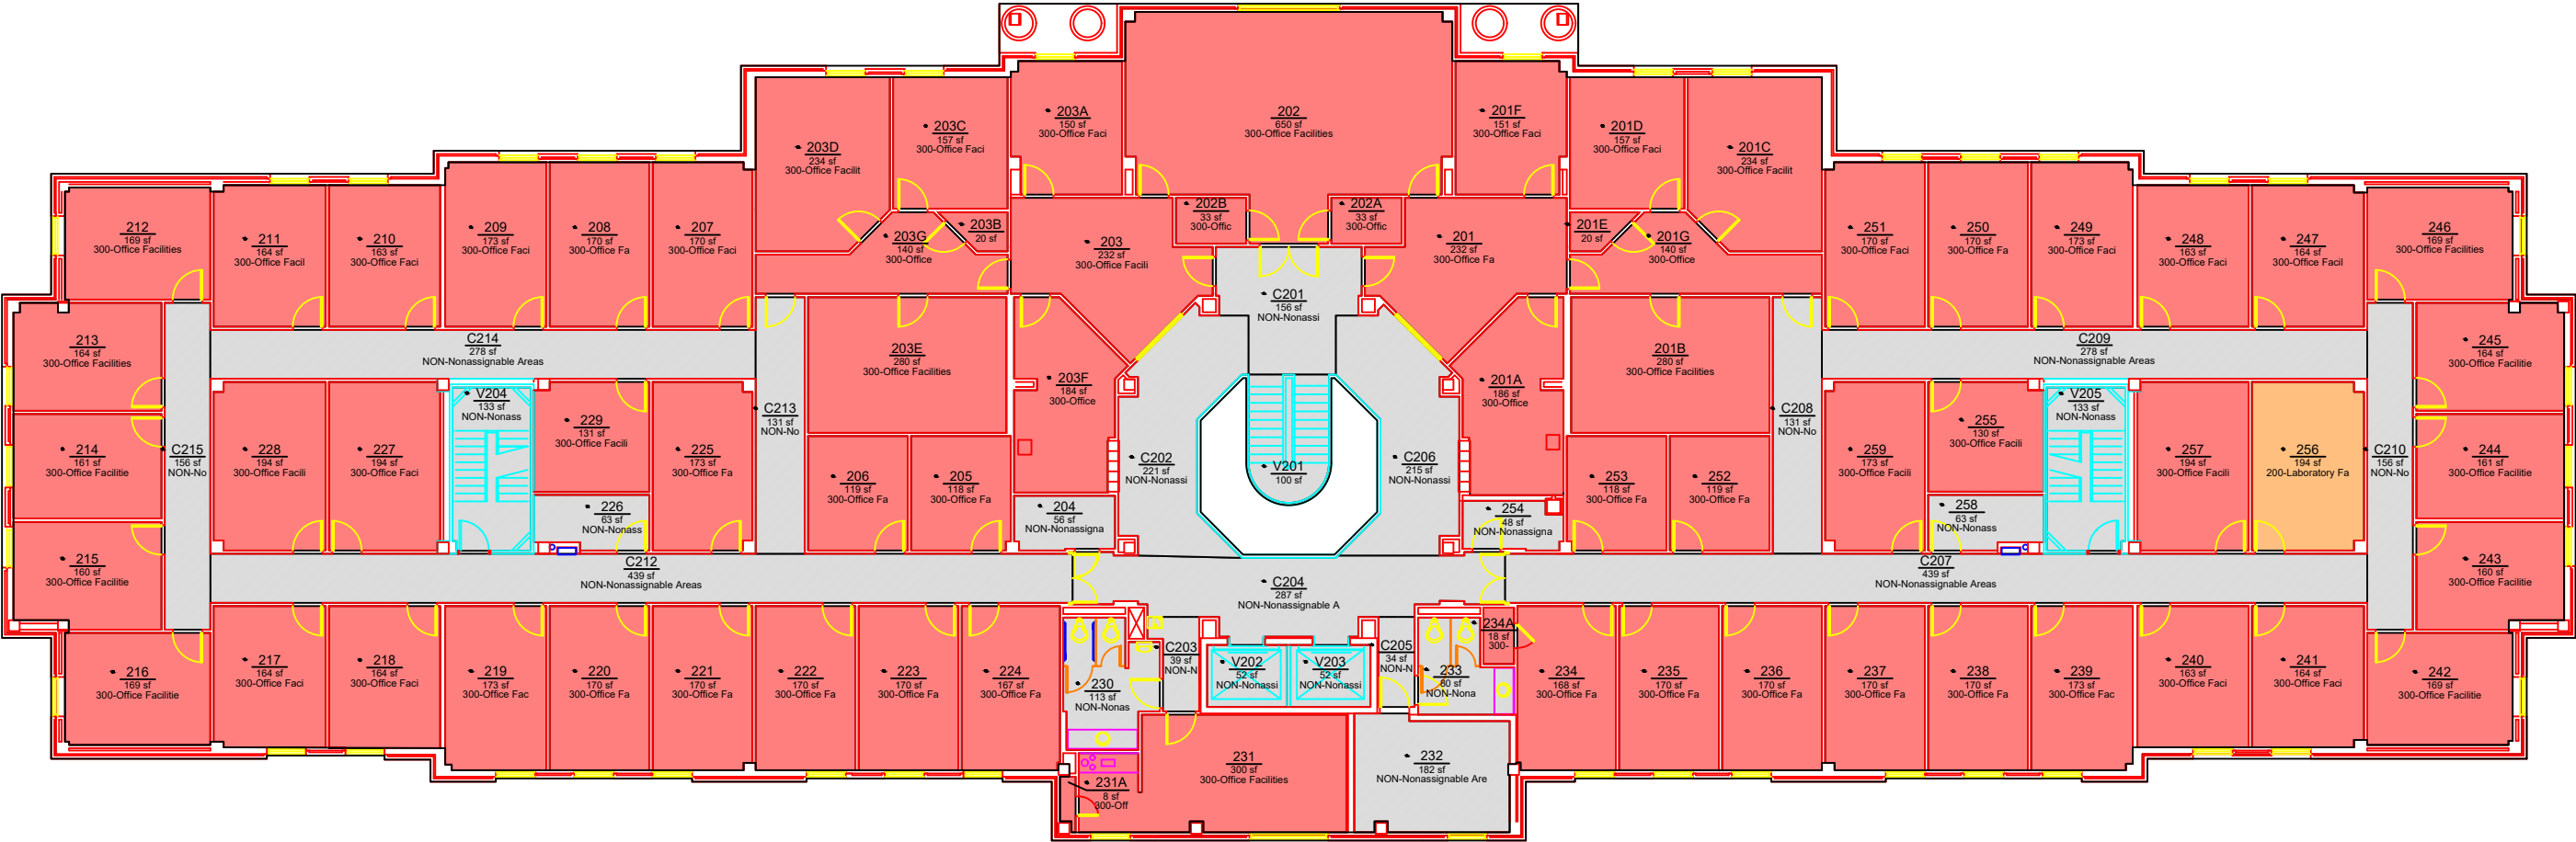 202
650 sf
300-Office Facilities
203A
150 sf
300-Office Faci
201F
151 sf
300-Office Faci
203C
157 sf
300-Office Faci
201D
157 sf
300-Office Faci
203D
234 sf
300-Office Facilit
201C
234 sf
300-Office Facilit
202B
33 sf
300-Offic
202A
33 sf
300-Offic
203B
20 sf
201E
20 sf
203G
140 sf
300-Office
201G
140 sf
300-Office
203
232 sf
300-Office Facili
201
232 sf
300-Office Fa
212
169 sf
300-Office Facilities
211
164 sf
300-Office Facil
210
163 sf
300-Office Faci
209
173 sf
300-Office Faci
208
170 sf
300-Office Fa
207
170 sf
300-Office Faci
251
170 sf
300-Office Faci
250
170 sf
300-Office Fa
249
173 sf
300-Office Faci
248
163 sf
300-Office Faci
247
164 sf
300-Office Facil
246
169 sf
300-Office Facilities
C201
156 sf
NON-Nonassi
213
164 sf
300-Office Facilities
C214
278 sf
NON-Nonassignable Areas
203E
280 sf
300-Office Facilities
201B
280 sf
300-Office Facilities
C209
278 sf
NON-Nonassignable Areas
245
164 sf
300-Office Facilitie
203F
184 sf
300-Office
201A
186 sf
300-Office
V204
133 sf
NON-Nonass
229
131 sf
300-Office Facili
C213
131 sf
NON-No
C208
131 sf
NON-No
255
130 sf
300-Office Facili
V205
133 sf
NON-Nonass
214
161 sf
300-Office Facilitie
C215
156 sf
NON-No
228
194 sf
300-Office Facili
227
194 sf
300-Office Faci
225
173 sf
300-Office Fa
206
119 sf
300-Office Fa
205
118 sf
300-Office Fa
C202
221 sf
NON-Nonassi
V201
100 sf
C206
215 sf
NON-Nonassi
253
118 sf
300-Office Fa
252
119 sf
300-Office Fa
259
173 sf
300-Office Facili
257
194 sf
300-Office Facili
256
194 sf
200-Laboratory Fa
C210
156 sf
NON-No
244
161 sf
300-Office Facilitie
226
63 sf
NON-Nonass
204
56 sf
NON-Nonassigna
254
48 sf
NON-Nonassigna
258
63 sf
NON-Nonass
215
160 sf
300-Office Facilitie
C212
439 sf
NON-Nonassignable Areas
C204
287 sf
NON-Nonassignable A
C207
439 sf
NON-Nonassignable Areas
243
160 sf
300-Office Facilitie
216
169 sf
300-Office Facilitie
217
164 sf
300-Office Faci
218
164 sf
300-Office Faci
219
173 sf
300-Office Fac
220
170 sf
300-Office Fa
221
170 sf
300-Office Fa
222
170 sf
300-Office Fa
223
170 sf
300-Office Fa
224
167 sf
300-Office Fa
230
113 sf
NON-Nonas
C203
39 sf
NON-N
V202
52 sf
NON-Nonassi
V203
52 sf
NON-Nonassi
C205
34 sf
NON-N
233
80 sf
NON-Nona
234A
18 sf
300-
234
168 sf
300-Office Fa
235
170 sf
300-Office Fa
236
170 sf
300-Office Fa
237
170 sf
300-Office Fa
238
170 sf
300-Office Fa
239
173 sf
300-Office Fac
240
163 sf
300-Office Faci
241
164 sf
300-Office Faci
242
169 sf
300-Office Facilitie
231A
8 sf
300-Off
231
300 sf
300-Office Facilities
232
182 sf
NON-Nonassignable Are